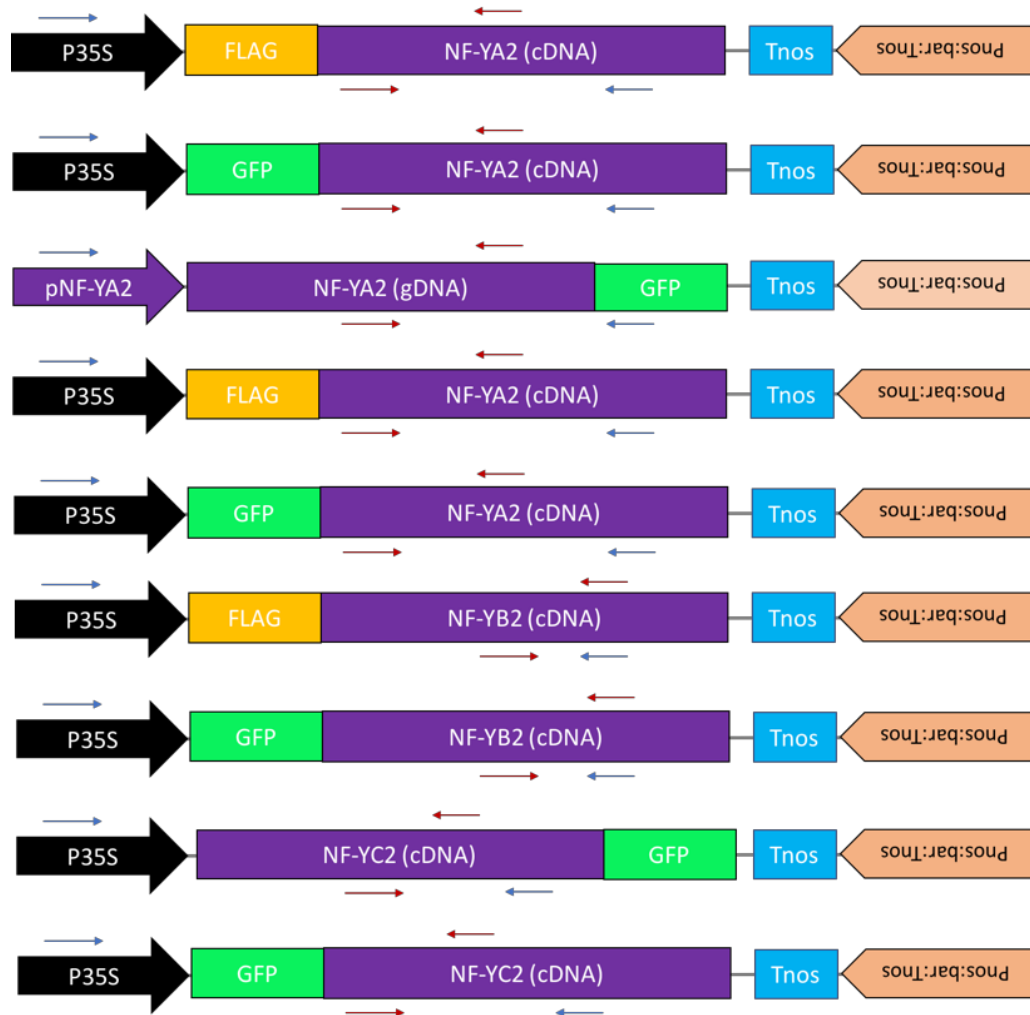 P35S FLAG NF-YA2 (cDNA) Tnos Pnos:bar:Tnos
P35S GFP NF-YA2 (cDNA) Tnos Pnos:bar:Tnos
pNF-YA2 NF-YA2 (gDNA) GFP Tnos Pnos:bar:Tnos
P35S FLAG NF-YA2 (cDNA) Tnos Pnos:bar:Tnos
P35S GFP NF-YA2 (cDNA) Tnos Pnos:bar:Tnos
P35S FLAG NF-YB2 (cDNA) Tnos Pnos:bar:Tnos
P35S GFP NF-YB2 (cDNA) Tnos Pnos:bar:Tnos
P35S NF-YC2 (cDNA) GFP Tnos Pnos:bar:Tnos
P35S GFP NF-YC2 (cDNA) Tnos Pnos:bar:Tnos